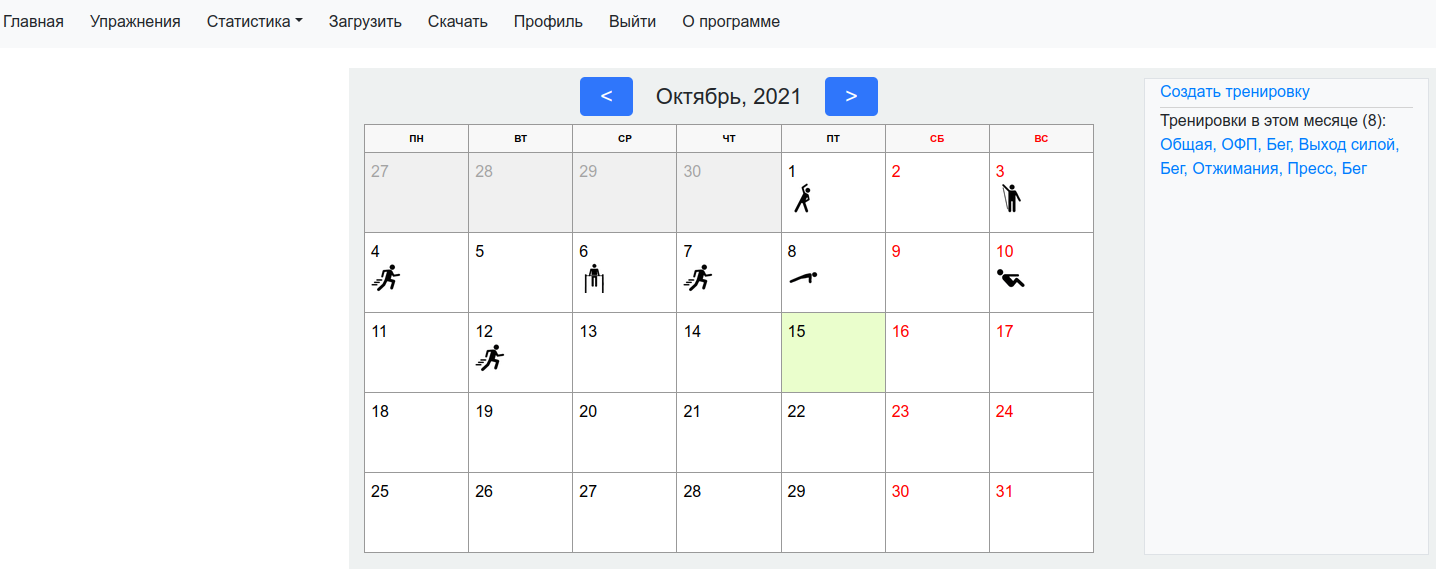 Главная Упражнения Статистика Загрузить Скачать Профиль Выйти О программе
< Октябрь, 2021 >
ПН ВТ СР ЧТ ПТ СБ ВС
27 28 29 30 1 2 3
4 5 6 7 8 9 10
11 12 13 14 15 16 17
18 19 20 21 22 23 24
25 26 27 28 29 30 31
Создать тренировку
Тренировки в этом месяце (8):
Общая, ОФП, Бег, Выход силой,
Бег, Отжимания, Пресс, Бег